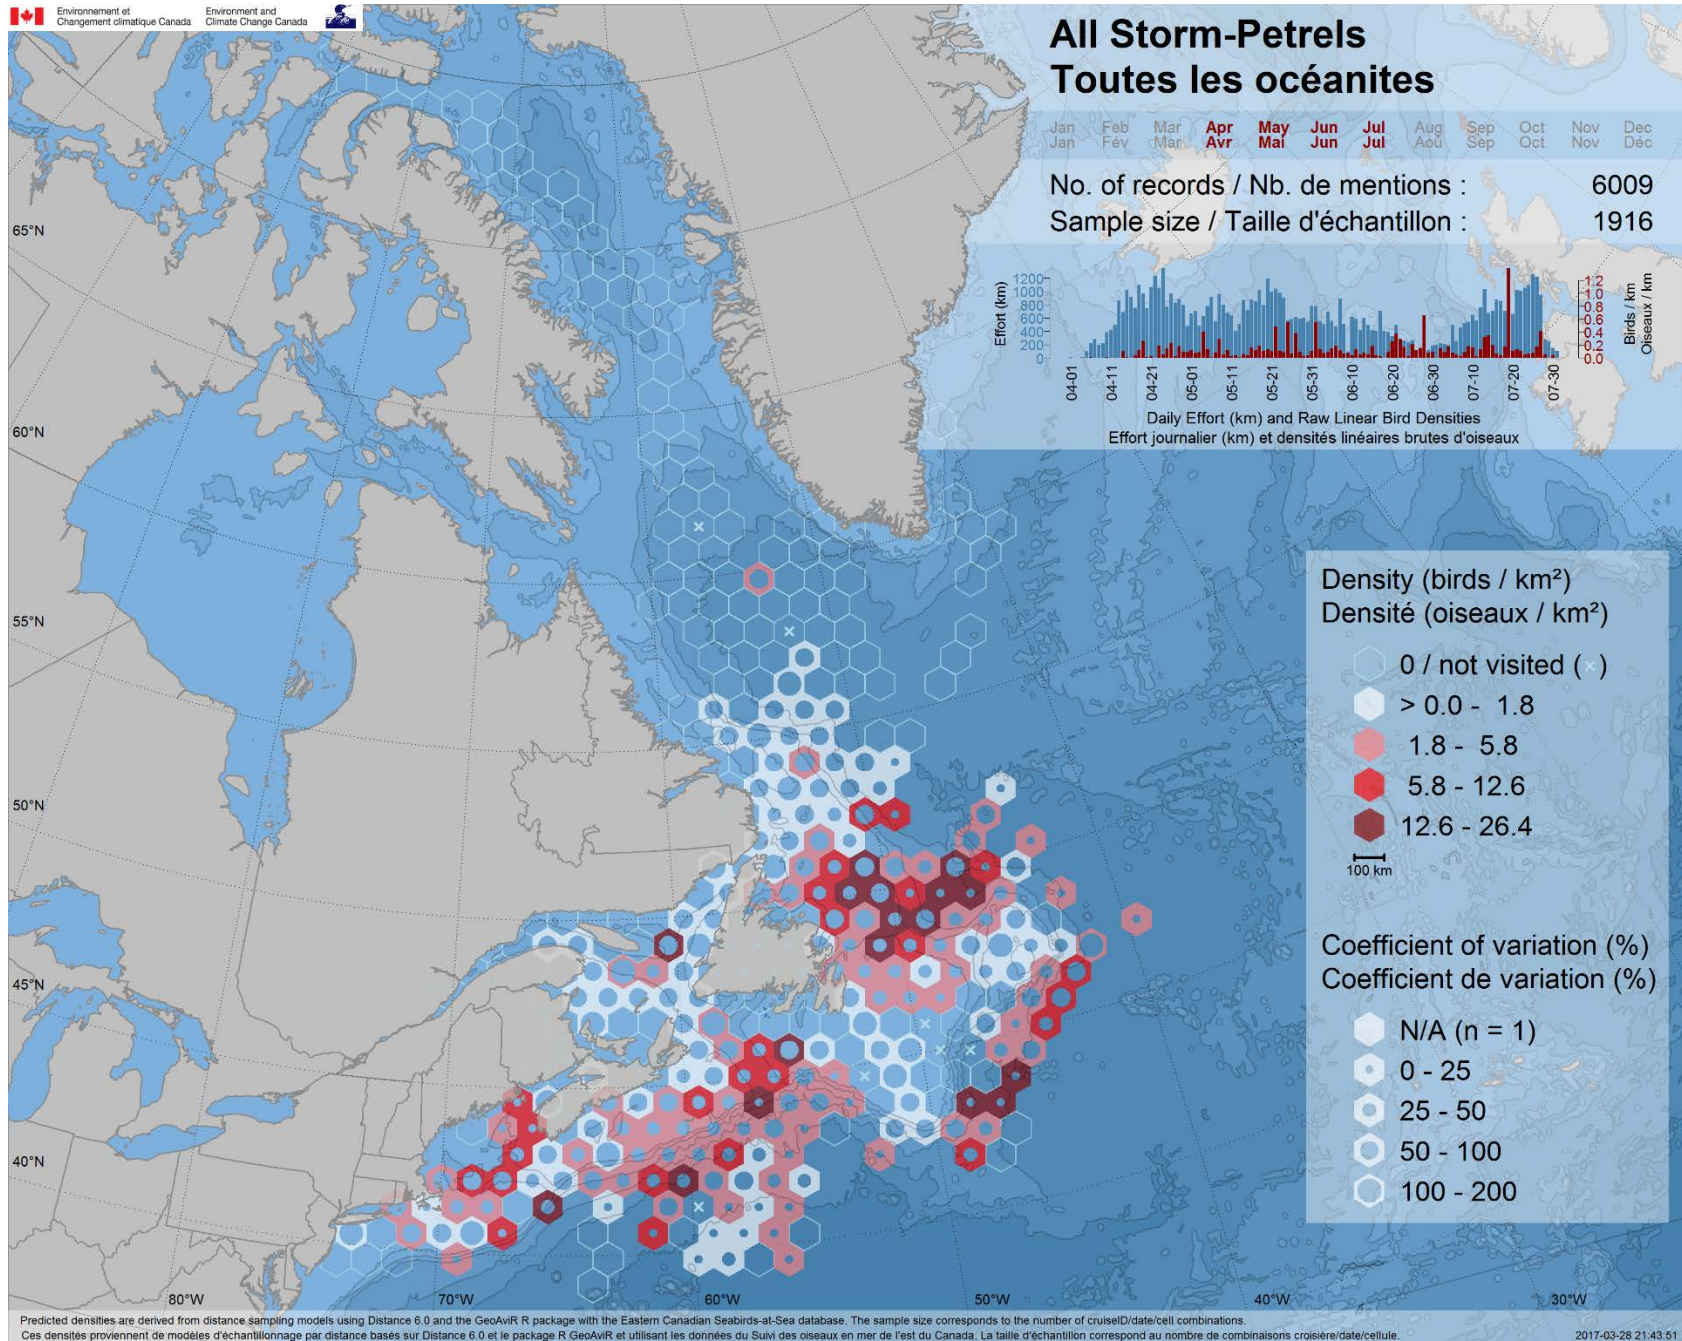 Environnement et Changement climatique Canada
Environment and Climate Change Canada
All Storm-Petrels
Toutes les océanites
Jan Feb Mar Apr May Jun Jul Aug Sep Oct Nov Dec
Jan Fév Mar Avr Mai Jun Jul Aoû Sep Oct Nov Déc
No. of records / Nb. de mentions : 6009
Sample size / Taille d'échantillon : 1916
Effort (km)
1200
1000
800
600
400
200
0
1.2
1.0
0.8
0.6
0.4
0.2
0.0
Birds / km
Oiseaux / km
04-01 04-11 04-21 05-01 05-11 05-21 05-31 06-10 06-20 06-30 07-10 07-20 07-30
Daily Effort (km) and Raw Linear Bird Densities
Effort journalier (km) et densités linéaires brutes d'oiseaux
65°N
60°N
55°N
50°N
45°N
40°N
Density (birds / km²)
Densité (oiseaux / km²)
0 / not visited ( × )
> 0.0 - 1.8
1.8 - 5.8
5.8 - 12.6
12.6 - 26.4
100 km
Coefficient of variation (%)
Coefficient de variation (%)
N/A (n = 1)
0 - 25
25 - 50
50 - 100
100 - 200
80°W 70°W 60°W 50°W 40°W 30°W
Predicted densities are derived from distance sampling models using Distance 6.0 and the GeoAviR R package with the Eastern Canadian Seabirds-at-Sea database. The sample size corresponds to the number of cruiseID/date/cell combinations.
Ces densités proviennent de modèles d'échantillonnage par distance basés sur Distance 6.0 et le package R GeoAviR et utilisant les données du Suivi des oiseaux en mer de l'est du Canada. La taille d'échantillon correspond au nombre de combinaisons croisière/date/cellule.
2017-03-28 21:43:51